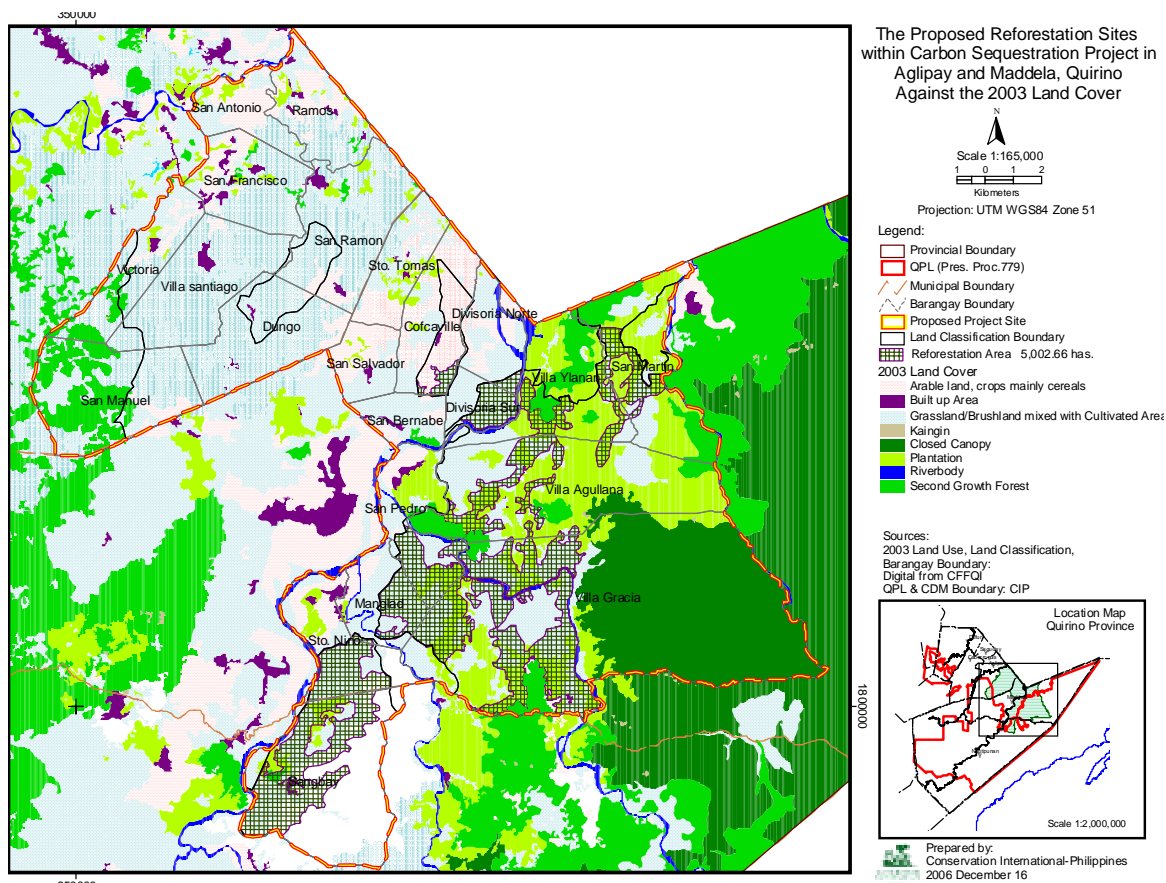 350000
The Proposed Reforestation Sites
within Carbon Sequestration Project in
Aglipay and Maddela, Quirino
Against the 2003 Land Cover
N
Scale 1:165,000
1 0 1 2
Kilometers
Projection: UTM WGS84 Zone 51
Legend:
Provincial Boundary
QPL (Pres. Proc.779)
Municipal Boundary
Barangay Boundary
Proposed Project Site
Land Classification Boundary
Reforestation Area 5,002.66 has.
2003 Land Cover
Arable land, crops mainly cereals
Built up Area
Grassland/Brushland mixed with Cultivated Area
Kaingin
Closed Canopy
Plantation
Riverbody
Second Growth Forest
Sources:
2003 Land Use, Land Classification,
Barangay Boundary:
Digital from CFFQI
QPL & CDM Boundary: CIP
Location Map
Quirino Province
Scale 1:2,000,000
Prepared by:
Conservation International-Philippines
2006 December 16
San Antonio
Ramos
San Francisco
San Ramon
Victoria
Villa santiago
Sto. Tomas
Dungo
Cofcaville
Divisoria Norte
San Salvador
San Manuel
Villa Ylanan
San Martin
Divisoria Sur
San Bernabe
Villa Agullana
San Pedro
Manglad
Villa Gracia
Sto. Nino
1800000